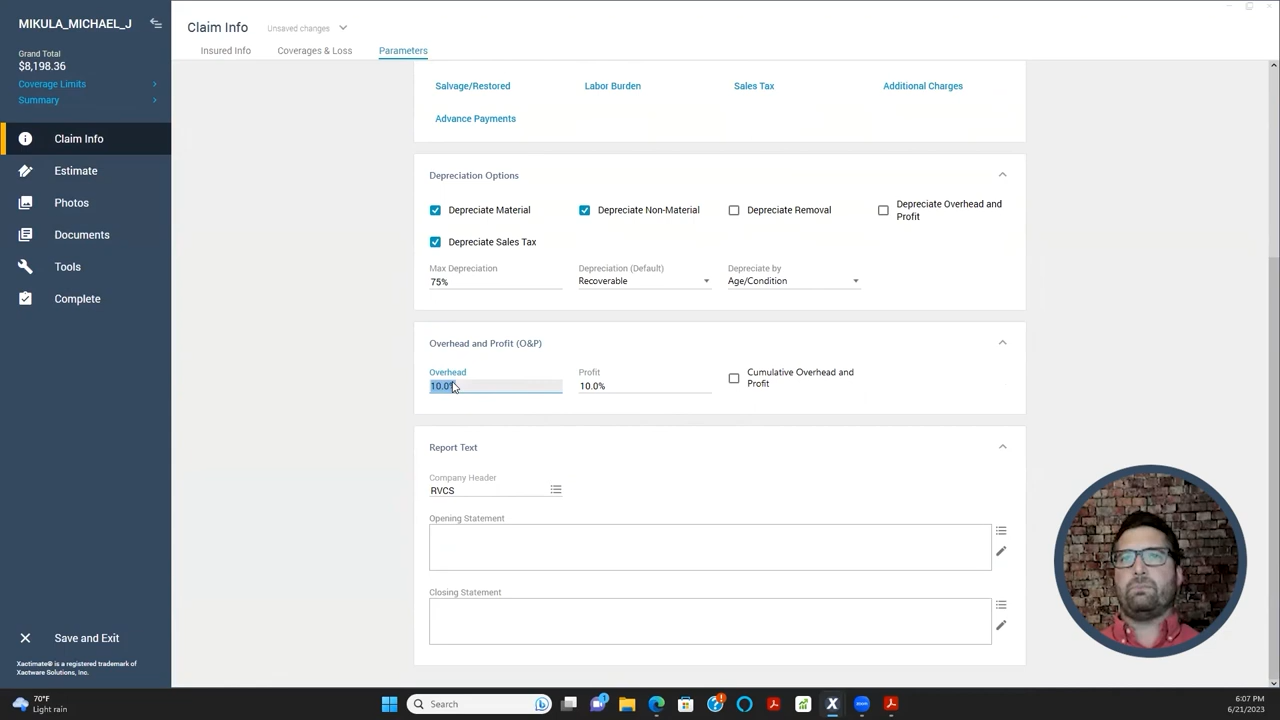 MIKULA_MICHAEL_J
Grand Total
$8,198.36
Coverage Limits
Summary
Claim Info
Estimate
Photos
Documents
Tools
Complete
Save and Exit
Xactimate® is a registered trademark of
Xactware Solutions, Inc.
Claim Info
Unsaved changes
Insured Info
Coverages & Loss
Parameters
Salvage/Restored
Labor Burden
Sales Tax
Additional Charges
Advance Payments
Depreciation Options
Depreciate Material
Depreciate Non-Material
Depreciate Removal
Depreciate Overhead and
Profit
Depreciate Sales Tax
Max Depreciation
75%
Depreciation (Default)
Recoverable
Depreciate by
Age/Condition
Overhead and Profit (O&P)
Overhead
10.0%
Profit
10.0%
Cumulative Overhead and
Profit
Report Text
Company Header
RVCS
Opening Statement
Closing Statement
70°F
Light rain
Search
1
6:07 PM
6/21/2023